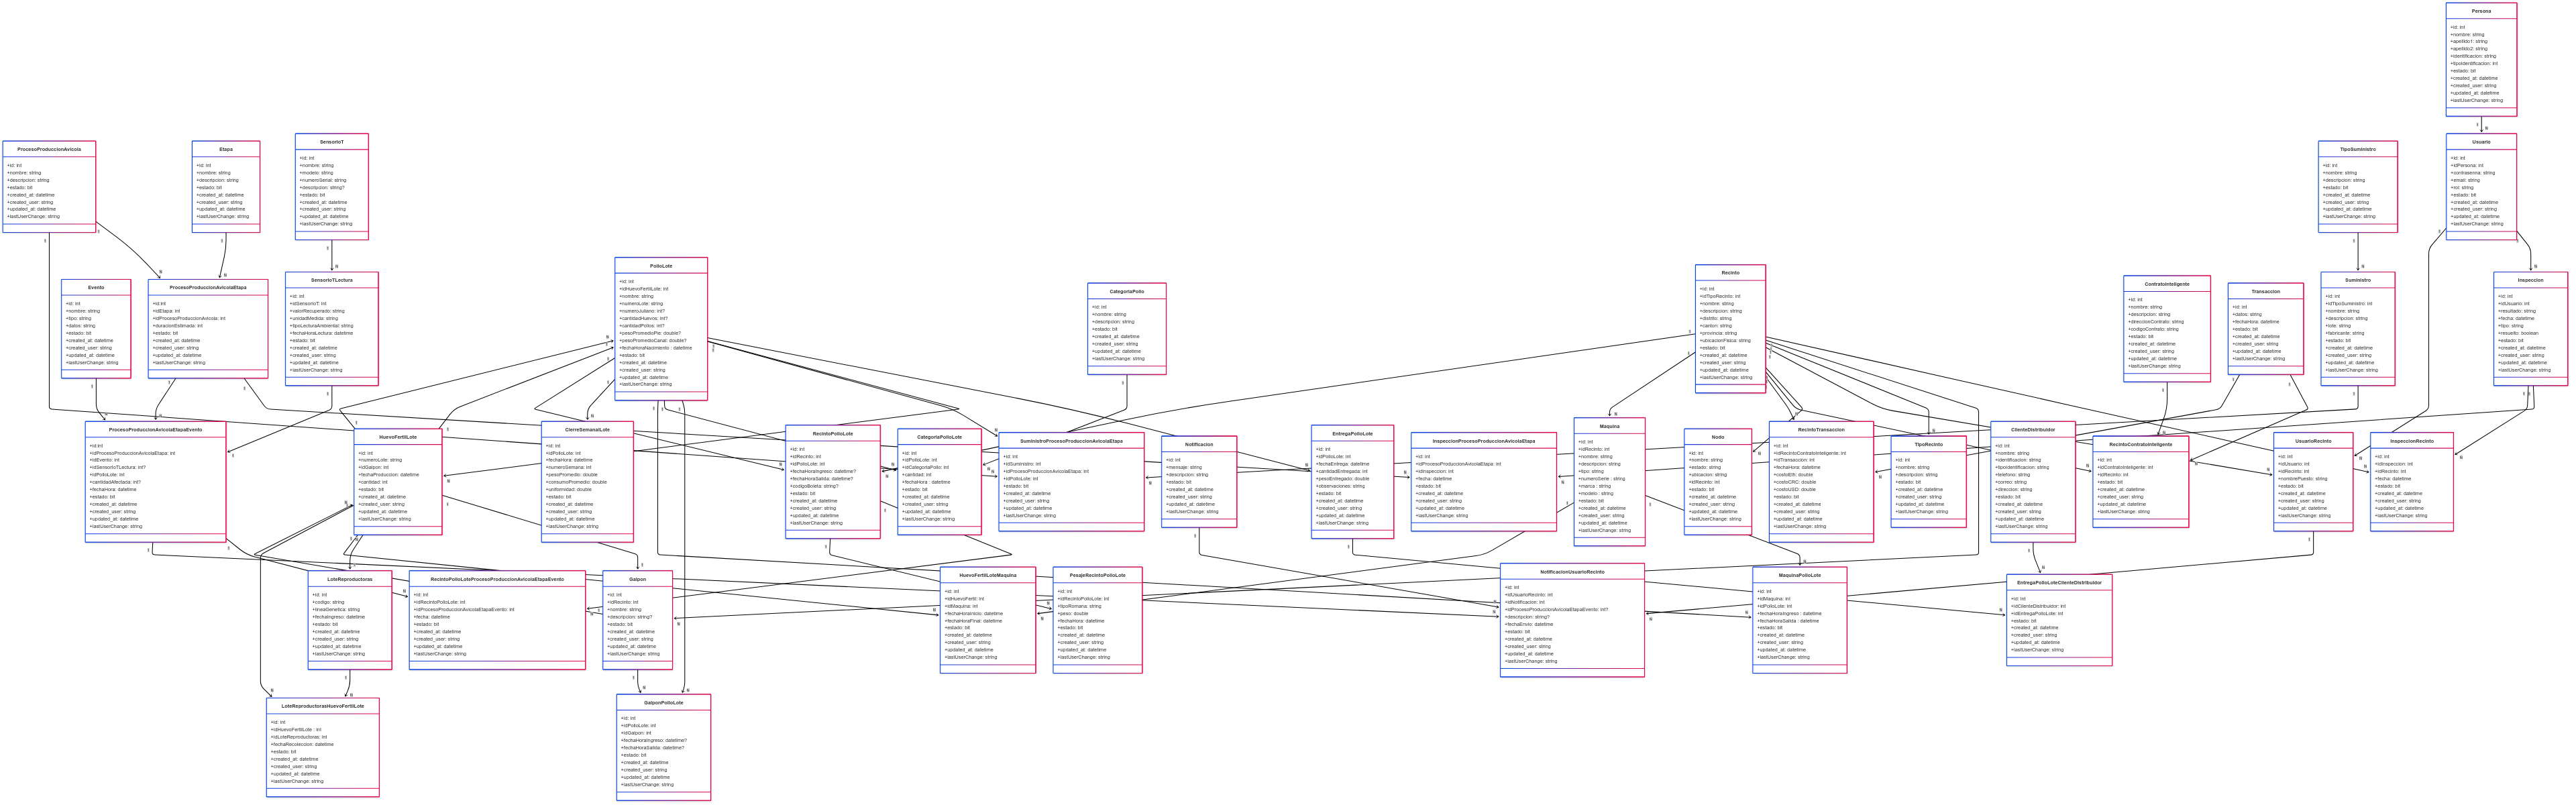 Persona
+id: int
+nombre: string
+apellido1: string
+apellido2: string
+identificacion: string
+tipoIdentificacion: int
+estado: bit
+created_at: datetime
+created_user: string
+updated_at: datetime
+lastUserChange: string
ProcesoProduccionAvicola
+id: int
+nombre: string
+descripcion: string
+estado: bit
+created_at: datetime
+created_user: string
+updated_at: datetime
+lastUserChange: string
Etapa
+id: int
+nombre: string
+descripcion: string
+estado: bit
+created_at: datetime
+created_user: string
+updated_at: datetime
+lastUserChange: string
SensorIoT
+id: int
+nombre: string
+modelo: string
+numeroSerial: string
+descripcion: string?
+estado: bit
+created_at: datetime
+created_user: string
+updated_at: datetime
+lastUserChange: string
TipoSuministro
+id: int
+nombre: string
+descripcion: string
+estado: bit
+created_at: datetime
+created_user: string
+updated_at: datetime
+lastUserChange: string
Usuario
+id: int
+idPersona: int
+contrasenna: string
+email: string
+rol: string
+estado: bit
+created_at: datetime
+created_user: string
+updated_at: datetime
+lastUserChange: string
Evento
+id: int
+nombre: string
+tipo: string
+datos: string
+estado: bit
+created_at: datetime
+created_user: string
+updated_at: datetime
+lastUserChange: string
ProcesoProduccionAvicolaEtapa
+id:int
+idEtapa: int
+idProcesoProduccionAvicola: int
+duracionEstimada: int
+estado: bit
+created_at: datetime
+created_user: string
+updated_at: datetime
+lastUserChange: string
SensorIoTLectura
+id: int
+idSensorIoT: int
+valorRecuperado: string
+unidadMedida: string
+tipoLecturaAmbiental: string
+fechaHoraLectura: datetime
+estado: bit
+created_at: datetime
+created_user: string
+updated_at: datetime
+lastUserChange: string
PolloLote
+id: int
+idHuevoFertilLote: int
+nombre: string
+numeroLote: string
+numeroJuliano: int?
+cantidadHuevos: int?
+cantidadPollos: int?
+pesoPromedioPie: double?
+pesoPromedioCanal: double?
+fechaHoraNacimiento : datetime
+estado: bit
+created_at: datetime
+created_user: string
+updated_at: datetime
+lastUserChange: string
CategoriaPollo
+id: int
+nombre: string
+descripcion: string
+estado: bit
+created_at: datetime
+created_user: string
+updated_at: datetime
+lastUserChange: string
Recinto
+id: int
+idTipoRecinto: int
+nombre: string
+descripcion: string
+distrito: string
+canton: string
+provincia: string
+ubicacionFisica: string
+estado: bit
+created_at: datetime
+created_user: string
+updated_at: datetime
+lastUserChange: string
ContratoInteligente
+id: int
+nombre: string
+descripcion: string
+direccionContrato: string
+codigoContrato: string
+estado: bit
+created_at: datetime
+created_user: string
+updated_at: datetime
+lastUserChange: string
Transaccion
+id: int
+datos: string
+fechaHora: datetime
+estado: bit
+created_at: datetime
+created_user: string
+updated_at: datetime
+lastUserChange: string
Suministro
+id: int
+idTipoSuministro: int
+nombre: string
+descripcion: string
+lote: string
+fabricante: string
+estado: bit
+created_at: datetime
+created_user: string
+updated_at: datetime
+lastUserChange: string
Inspeccion
+id: int
+idUsuario: int
+resultado: string
+fecha: datetime
+tipo: string
+resuelto: boolean
+estado: bit
+created_at: datetime
+created_user: string
+updated_at: datetime
+lastUserChange: string
ProcesoProduccionAvicolaEtapaEvento
+id:int
+idProcesoProduccionAvicolaEtapa: int
+idEvento: int
+idSensorIoTLectura: int?
+idPolloLote: int
+cantidadAfectada: int?
+fechaHora: datetime
+estado: bit
+created_at: datetime
+created_user: string
+updated_at: datetime
+lastUserChange: string
HuevoFertilLote
+id: int
+numeroLote: string
+idGalpon: int
+fechaProduccion: datetime
+cantidad: int
+estado: bit
+created_at: datetime
+created_user: string
+updated_at: datetime
+lastUserChange: string
CierreSemanalLote
+id: int
+idPolloLote: int
+fechaHora: datetime
+numeroSemana: int
+pesoPromedio: double
+consumoPromedio: double
+uniformidad: double
+estado: bit
+created_at: datetime
+created_user: string
+updated_at: datetime
+lastUserChange: string
RecintoPolloLote
+id: int
+idRecinto: int
+idPolloLote: int
+fechaHoraIngreso: datetime?
+fechaHoraSalida: datetime?
+codigoBoleta: string?
+estado: bit
+created_at: datetime
+created_user: string
+updated_at: datetime
+lastUserChange: string
CategoriaPolloLote
+id: int
+idPolloLote: int
+idCategoriaPollo: int
+cantidad: int
+fechaHora : datetime
+estado: bit
+created_at: datetime
+created_user: string
+updated_at: datetime
+lastUserChange: string
SuministroProcesoProduccionAvicolaEtapa
+id: int
+idSuministro: int
+idProcesoProduccionAvicolaEtapa: int
+idPolloLote: int
+estado: bit
+created_at: datetime
+created_user: string
+updated_at: datetime
+lastUserChange: string
Notificacion
+id: int
+mensaje: string
+descripcion: string
+estado: bit
+created_at: datetime
+created_user: string
+updated_at: datetime
+lastUserChange: string
EntregaPolloLote
+id: int
+idPolloLote: int
+fechaEntrega: datetime
+cantidadEntregada: int
+pesoEntregado: double
+observaciones: string
+estado: bit
+created_at: datetime
+created_user: string
+updated_at: datetime
+lastUserChange: string
InspeccionProcesoProduccionAvicolaEtapa
+id: int
+idProcesoProduccionAvicolaEtapa: int
+idInspeccion: int
+fecha: datetime
+estado: bit
+created_at: datetime
+created_user: string
+updated_at: datetime
+lastUserChange: string
Maquina
+id: int
+idRecinto: int
+nombre: string
+descripcion: string
+tipo: string
+numeroSerie : string
+marca : string
+modelo : string
+estado: bit
+created_at: datetime
+created_user: string
+updated_at: datetime
+lastUserChange: string
Nodo
+id: int
+nombre: string
+estado: string
+ubicacion: string
+idRecinto: int
+estado: bit
+created_at: datetime
+created_user: string
+updated_at: datetime
+lastUserChange: string
RecintoTransaccion
+id: int
+idRecintoContratoInteligente: int
+idTransaccion: int
+fechaHora: datetime
+costoEth: double
+costoCRC: double
+costoUSD: double
+estado: bit
+created_at: datetime
+created_user: string
+updated_at: datetime
+lastUserChange: string
TipoRecinto
+id: int
+nombre: string
+descripcion: string
+estado: bit
+created_at: datetime
+created_user: string
+updated_at: datetime
+lastUserChange: string
ClienteDistribuidor
+id: int
+nombre: string
+identificacion: string
+tipoIdentificacion: string
+telefono: string
+correo: string
+direccion: string
+estado: bit
+created_at: datetime
+created_user: string
+updated_at: datetime
+lastUserChange: string
RecintoContratoInteligente
+id: int
+idContratoInteligente: int
+idRecinto: int
+estado: bit
+created_at: datetime
+created_user: string
+updated_at: datetime
+lastUserChange: string
UsuarioRecinto
+id: int
+idUsuario: int
+idRecinto: int
+nombrePuesto: string
+estado: bit
+created_at: datetime
+created_user: string
+updated_at: datetime
+lastUserChange: string
InspeccionRecinto
+id: int
+idInspeccion: int
+idRecinto: int
+fecha: datetime
+estado: bit
+created_at: datetime
+created_user: string
+updated_at: datetime
+lastUserChange: string
LoteReproductoras
+id: int
+codigo: string
+lineaGenetica: string
+fechaIngreso: datetime
+estado: bit
+created_at: datetime
+created_user: string
+updated_at: datetime
+lastUserChange: string
RecintoPolloLoteProcesoProduccionAvicolaEtapaEvento
+id: int
+idRecintoPolloLote: int
+idProcesoProduccionAvicolaEtapaEvento: int
+fecha: datetime
+estado: bit
+created_at: datetime
+created_user: string
+updated_at: datetime
+lastUserChange: string
Galpon
+id: int
+idRecinto: int
+nombre: string
+descripcion: string?
+estado: bit
+created_at: datetime
+created_user: string
+updated_at: datetime
+lastUserChange: string
HuevoFertilLoteMaquina
+id: int
+idHuevoFertil: int
+idMaquina: int
+fechaHoraInicio: datetime
+fechaHoraFinal: datetime
+estado: bit
+created_at: datetime
+created_user: string
+updated_at: datetime
+lastUserChange: string
PesajeRecintoPolloLote
+id: int
+idRecintoPolloLote: int
+tipoRomana: string
+peso: double
+fechaHora: datetime
+estado: bit
+created_at: datetime
+created_user: string
+updated_at: datetime
+lastUserChange: string
NotificacionUsuarioRecinto
+id: int
+idUsuarioRecinto: int
+idNotificacion: int
+idProcesoProduccionAvicolaEtapaEvento: int?
+descripcion: string?
+fechaEnvio: datetime
+estado: bit
+created_at: datetime
+created_user: string
+updated_at: datetime
+lastUserChange: string
MaquinaPolloLote
+id: int
+idMaquina: int
+idPolloLote: int
+fechaHoraIngreso : datetime
+fechaHoraSalida : datetime
+estado: bit
+created_at: datetime
+created_user: string
+updated_at: datetime
+lastUserChange: string
EntregaPolloLoteClienteDistribuidor
+id: int
+idClienteDistribuidor: int
+idEntregaPolloLote: int
+estado: bit
+created_at: datetime
+created_user: string
+updated_at: datetime
+lastUserChange: string
LoteReproductorasHuevoFertilLote
+id: int
+idHuevoFertilLote : int
+idLoteReproductoras: int
+fechaRecoleccion: datetime
+estado: bit
+created_at: datetime
+created_user: string
+updated_at: datetime
+lastUserChange: string
GalponPolloLote
+id: int
+idPolloLote: int
+idGalpon: int
+fechaHoraIngreso: datetime?
+fechaHoraSalida: datetime?
+estado: bit
+created_at: datetime
+created_user: string
+updated_at: datetime
+lastUserChange: string